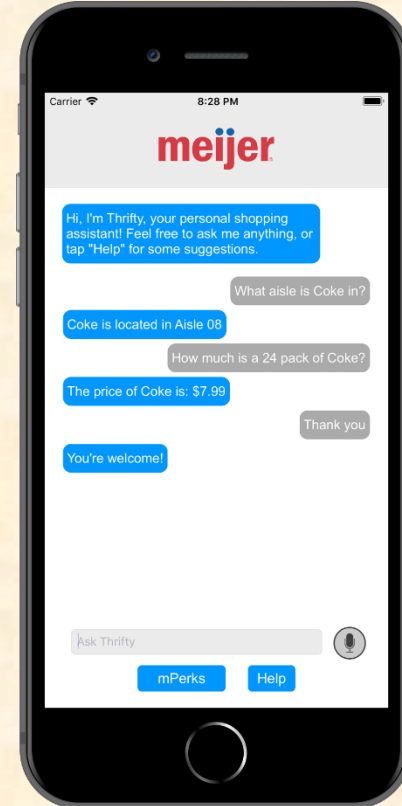 Carrier
8:28 PM
meijer
Hi, I'm Thrifty, your personal shopping
assistant! Feel free to ask me anything, or
tap "Help" for some suggestions.
What aisle is Coke in?
Coke is located in Aisle 08
How much is a 24 pack of Coke?
The price of Coke is: $7.99
Thank you
You're welcome!
Ask Thrifty
mPerks
Help